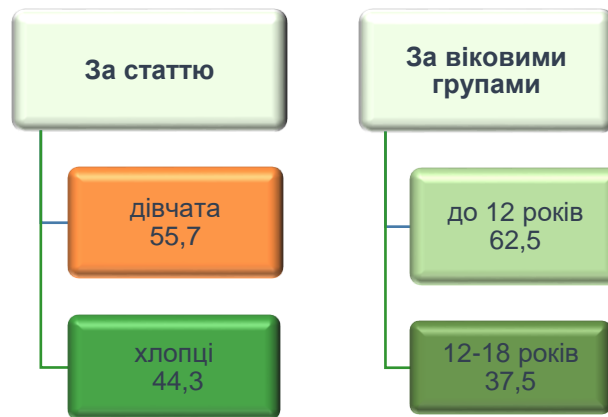 За статтю
дівчата
55,7
хлопці
44,3
За віковими
групами
до 12 років
62,5
12-18 років
37,5